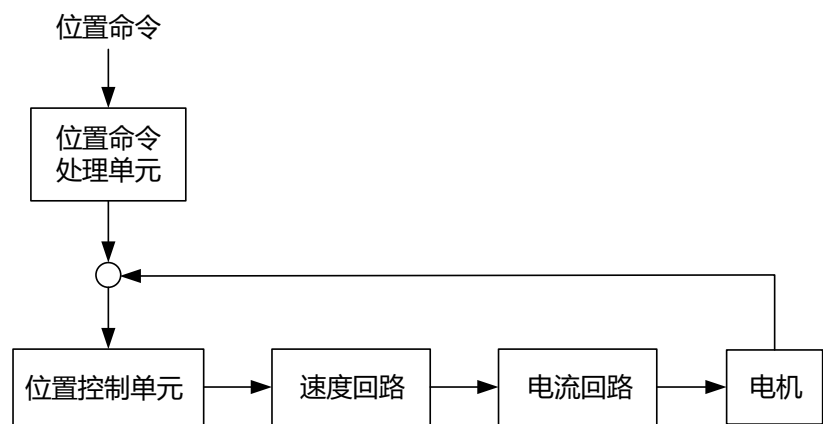 位置命令
位置命令
处理单元
位置控制单元
速度回路
电流回路
电机